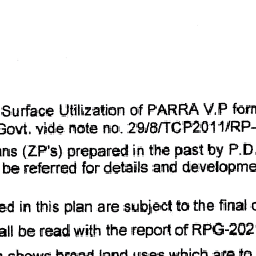 Surface Utilization of PARRA V.P form
Govt. vide note no. 29/8/TCP2011/RP-
ns (ZP's) prepared in the past by P.D.
be referred for details and developme
ed in this plan are subject to the final
all be read with the report of RPG-202
shows broad land uses which are to